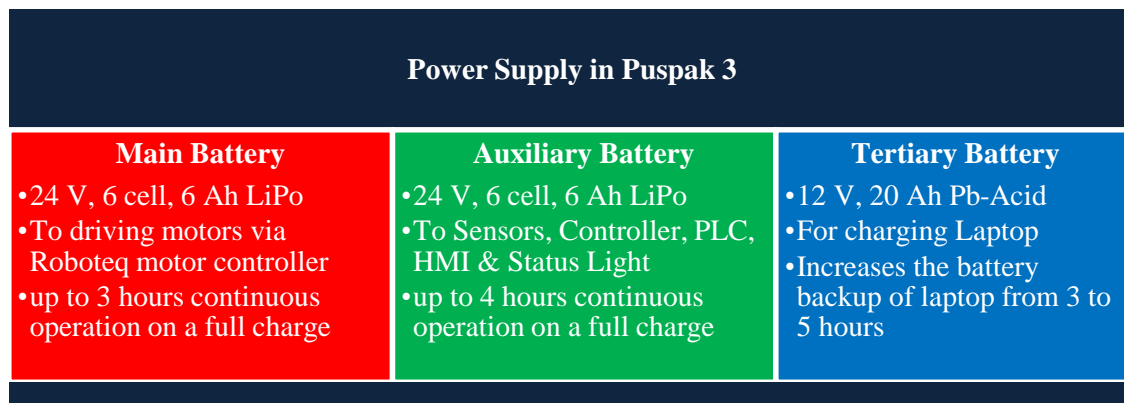 Power Supply in Puspak 3
Main Battery
•24 V, 6 cell, 6 Ah LiPo
•To driving motors via
Roboteq motor controller
•up to 3 hours continuous
operation on a full charge
Auxiliary Battery
•24 V, 6 cell, 6 Ah LiPo
•To Sensors, Controller, PLC,
HMI & Status Light
•up to 4 hours continuous
operation on a full charge
Tertiary Battery
•12 V, 20 Ah Pb-Acid
•For charging Laptop
•Increases the battery
backup of laptop from 3 to
5 hours